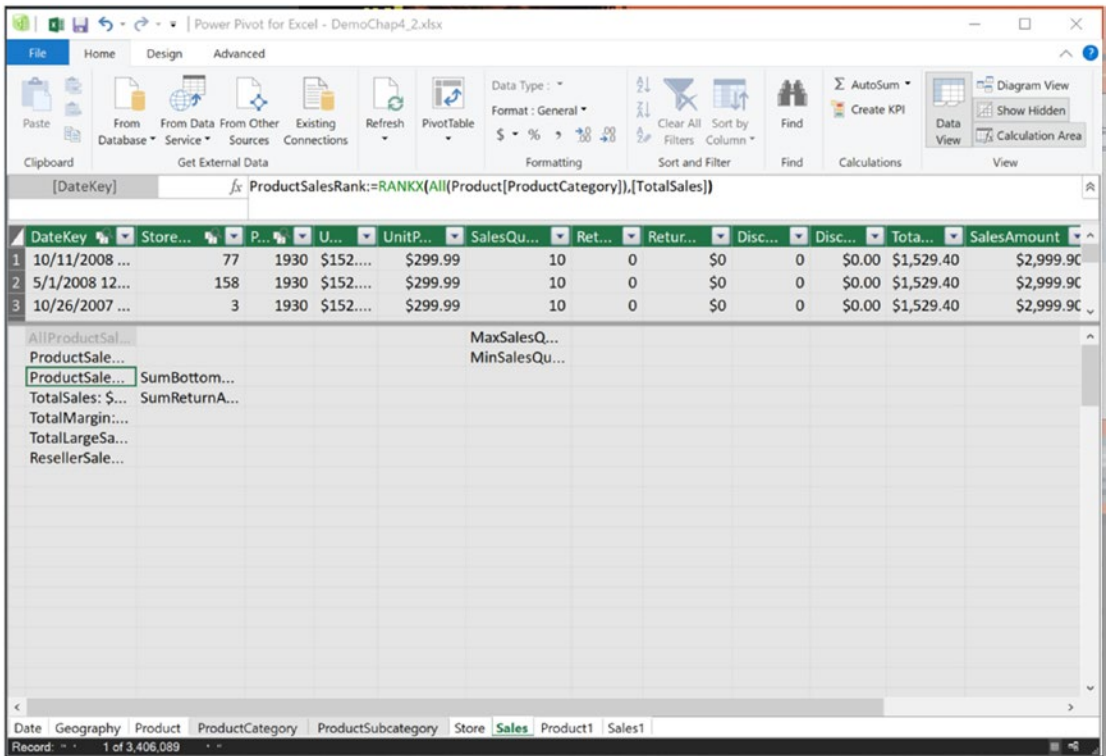 Power Pivot for Excel - DemoChap4_2.xlsx
File Home Design Advanced
Paste
From Database
From Data Service
From Other Sources
Existing Connections
Refresh
PivotTable
Data Type :
Format : General
$ % ,
Clear All Filters
Sort by Column
Find
Σ AutoSum
Create KPI
Data View
Diagram View
Show Hidden
Calculation Area
Clipboard Get External Data Formatting Sort and Filter Find Calculations View
[DateKey] fx ProductSalesRank:=RANKX(All(Product[ProductCategory]),[TotalSales])
DateKey Store... P... U... UnitP... SalesQu... Ret... Retur... Disc... Disc... Tota... SalesAmount
1 10/11/2008 ... 77 1930 $152.... $299.99 10 0 $0 0 $0.00 $1,529.40 $2,999.90
2 5/1/2008 12... 158 1930 $152.... $299.99 10 0 $0 0 $0.00 $1,529.40 $2,999.90
3 10/26/2007 ... 3 1930 $152.... $299.99 10 0 $0 0 $0.00 $1,529.40 $2,999.90
AllProductSal... MaxSalesQ...
ProductSale... MinSalesQu...
ProductSale... SumBottom...
TotalSales: $... SumReturnA...
TotalMargin:...
TotalLargeSa...
ResellerSale...
Date Geography Product ProductCategory ProductSubcategory Store Sales Product1 Sales1
Record: 1 of 3,406,089